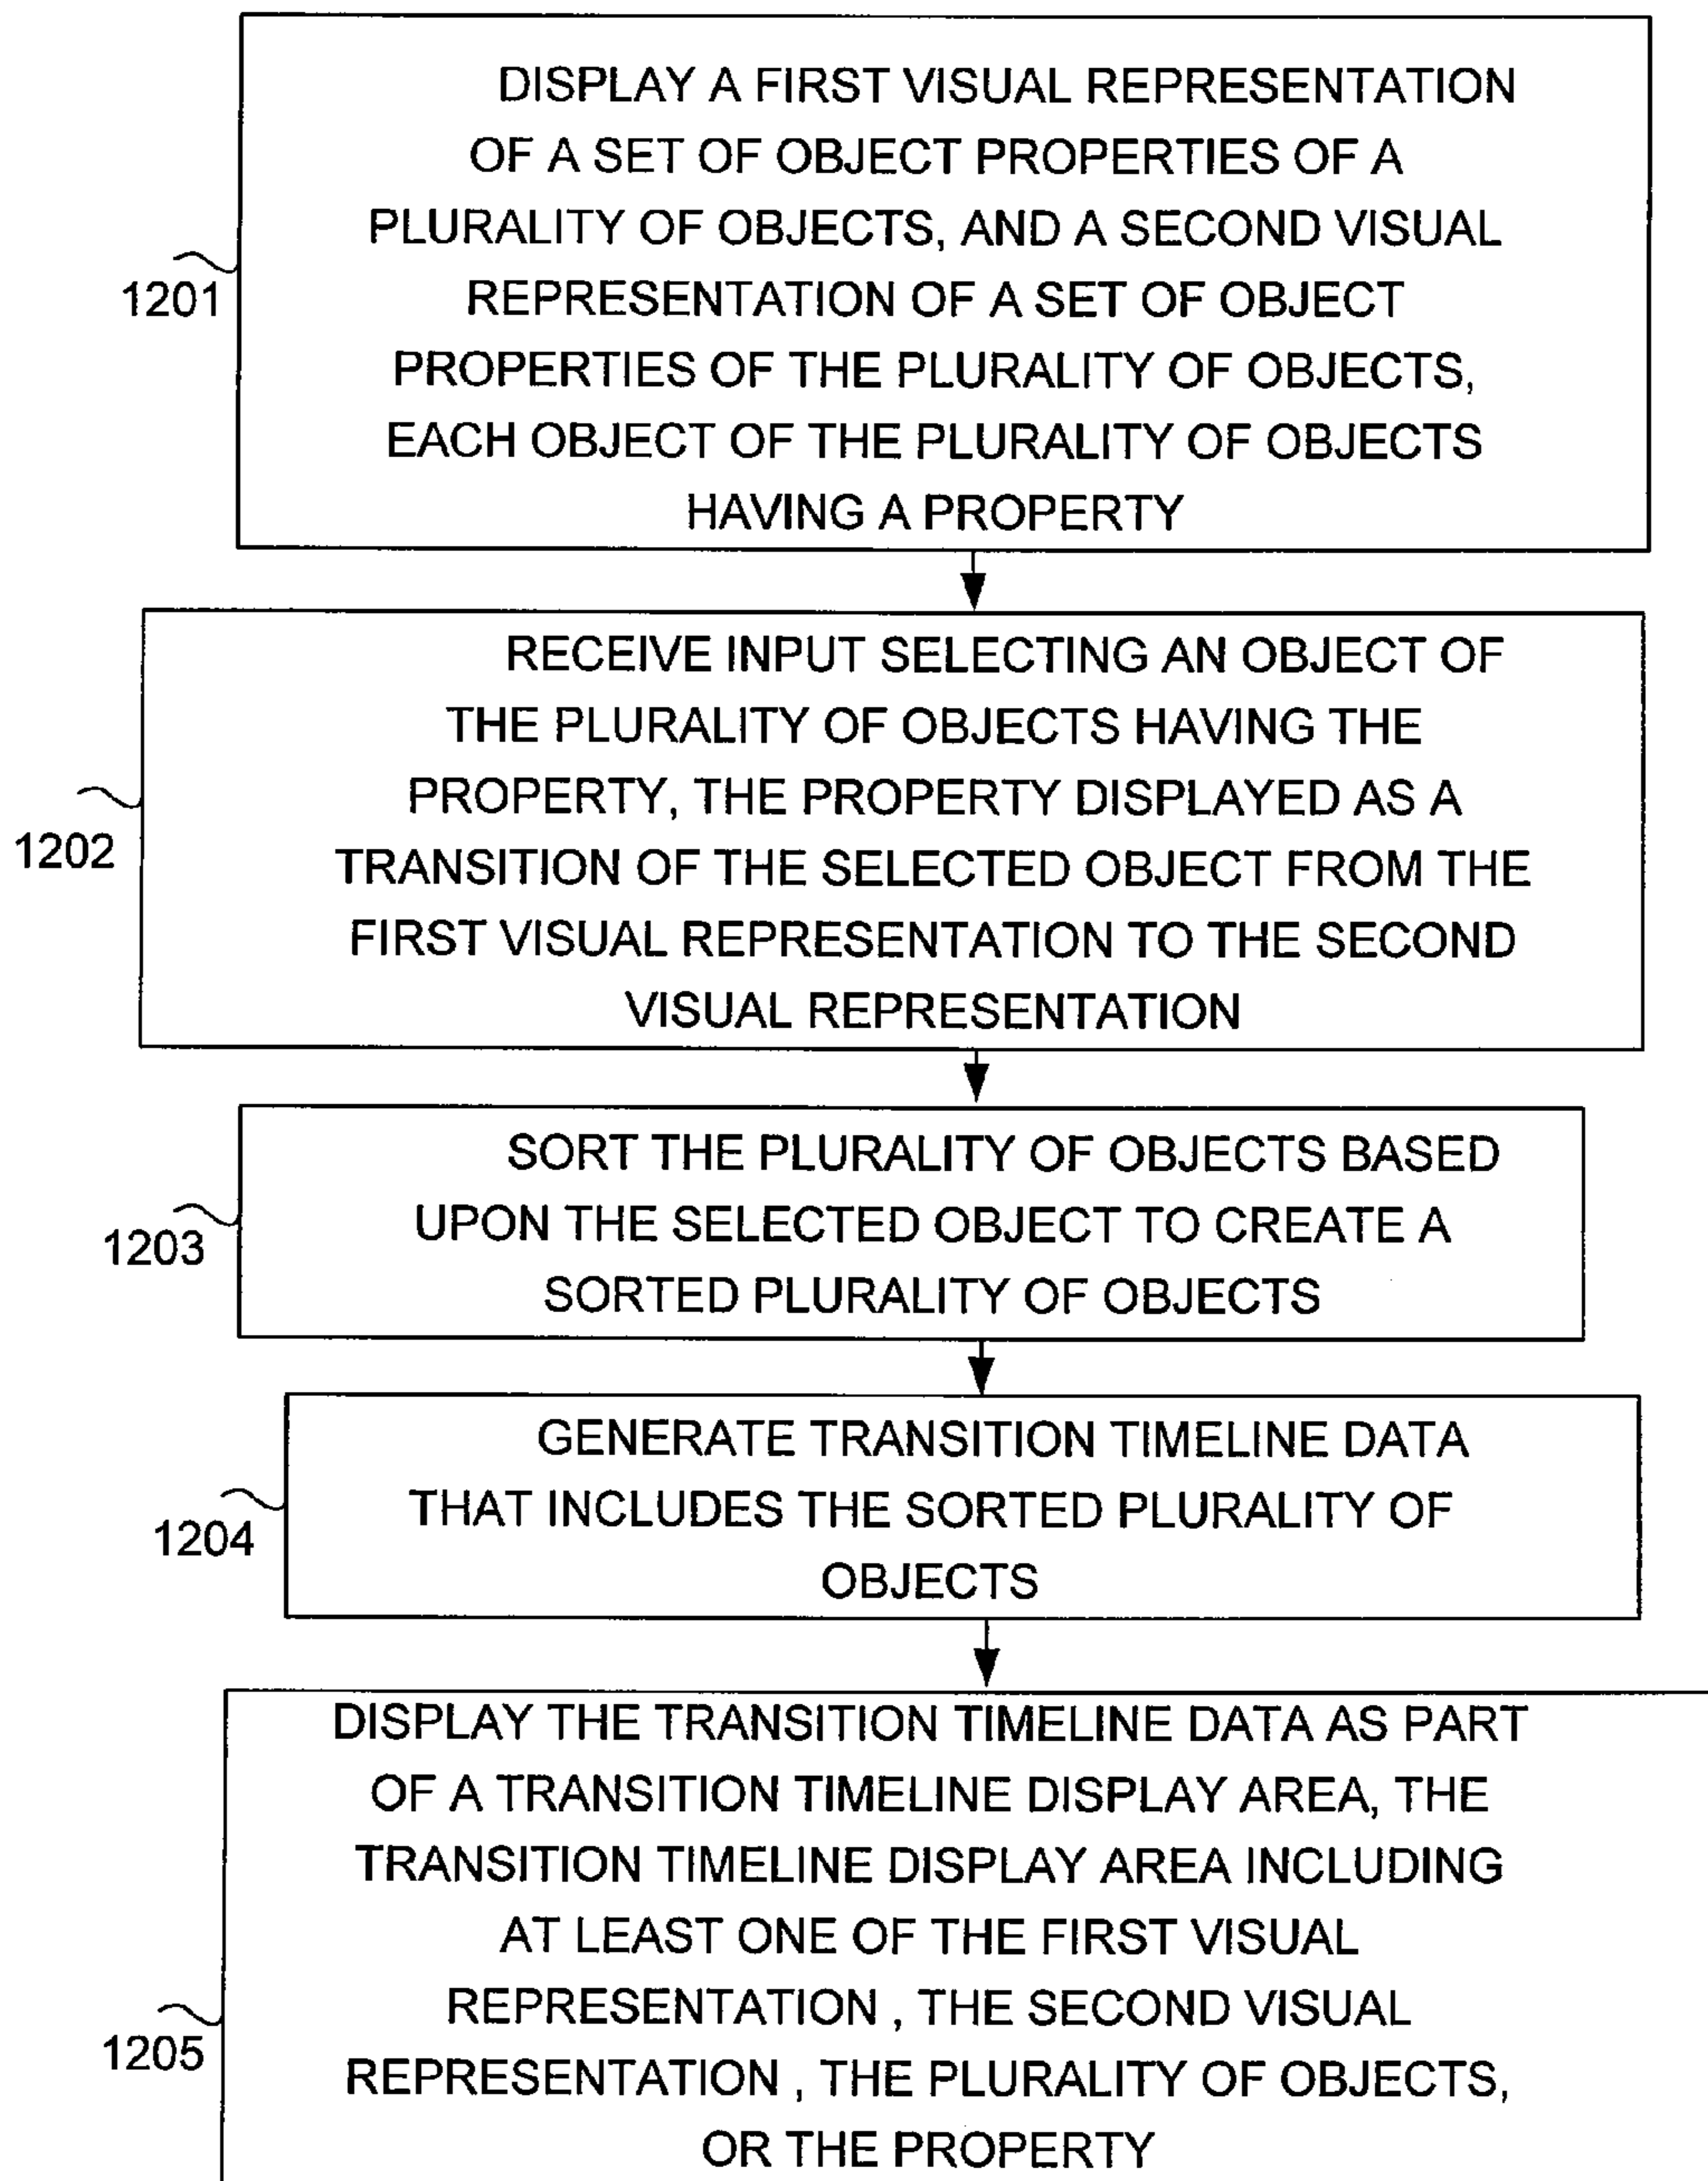 DISPLAY A FIRST VISUAL REPRESENTATION
OF A SET OF OBJECT PROPERTIES OF A
PLURALITY OF OBJECTS, AND A SECOND VISUAL
REPRESENTATION OF A SET OF OBJECT
PROPERTIES OF THE PLURALITY OF OBJECTS,
EACH OBJECT OF THE PLURALITY OF OBJECTS
HAVING A PROPERTY
1201
RECEIVE INPUT SELECTING AN OBJECT OF
THE PLURALITY OF OBJECTS HAVING THE
PROPERTY, THE PROPERTY DISPLAYED AS A
TRANSITION OF THE SELECTED OBJECT FROM THE
FIRST VISUAL REPRESENTATION TO THE SECOND
VISUAL REPRESENTATION
1202
SORT THE PLURALITY OF OBJECTS BASED
UPON THE SELECTED OBJECT TO CREATE A
SORTED PLURALITY OF OBJECTS
1203
GENERATE TRANSITION TIMELINE DATA
THAT INCLUDES THE SORTED PLURALITY OF
OBJECTS
1204
DISPLAY THE TRANSITION TIMELINE DATA AS PART
OF A TRANSITION TIMELINE DISPLAY AREA, THE
TRANSITION TIMELINE DISPLAY AREA INCLUDING
AT LEAST ONE OF THE FIRST VISUAL
REPRESENTATION , THE SECOND VISUAL
REPRESENTATION , THE PLURALITY OF OBJECTS,
OR THE PROPERTY
1205